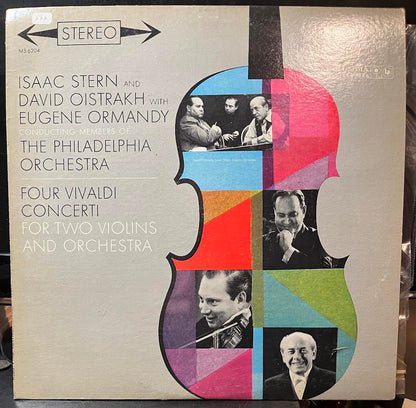 STEREO
MS 6204
ISAAC STERN AND
DAVID OISTRAKH WITH
EUGENE ORMANDY
CONDUCTING MEMBERS OF
THE PHILADELPHIA
ORCHESTRA
FOUR VIVALDI
CONCERTI
FOR TWO VIOLINS
AND ORCHESTRA